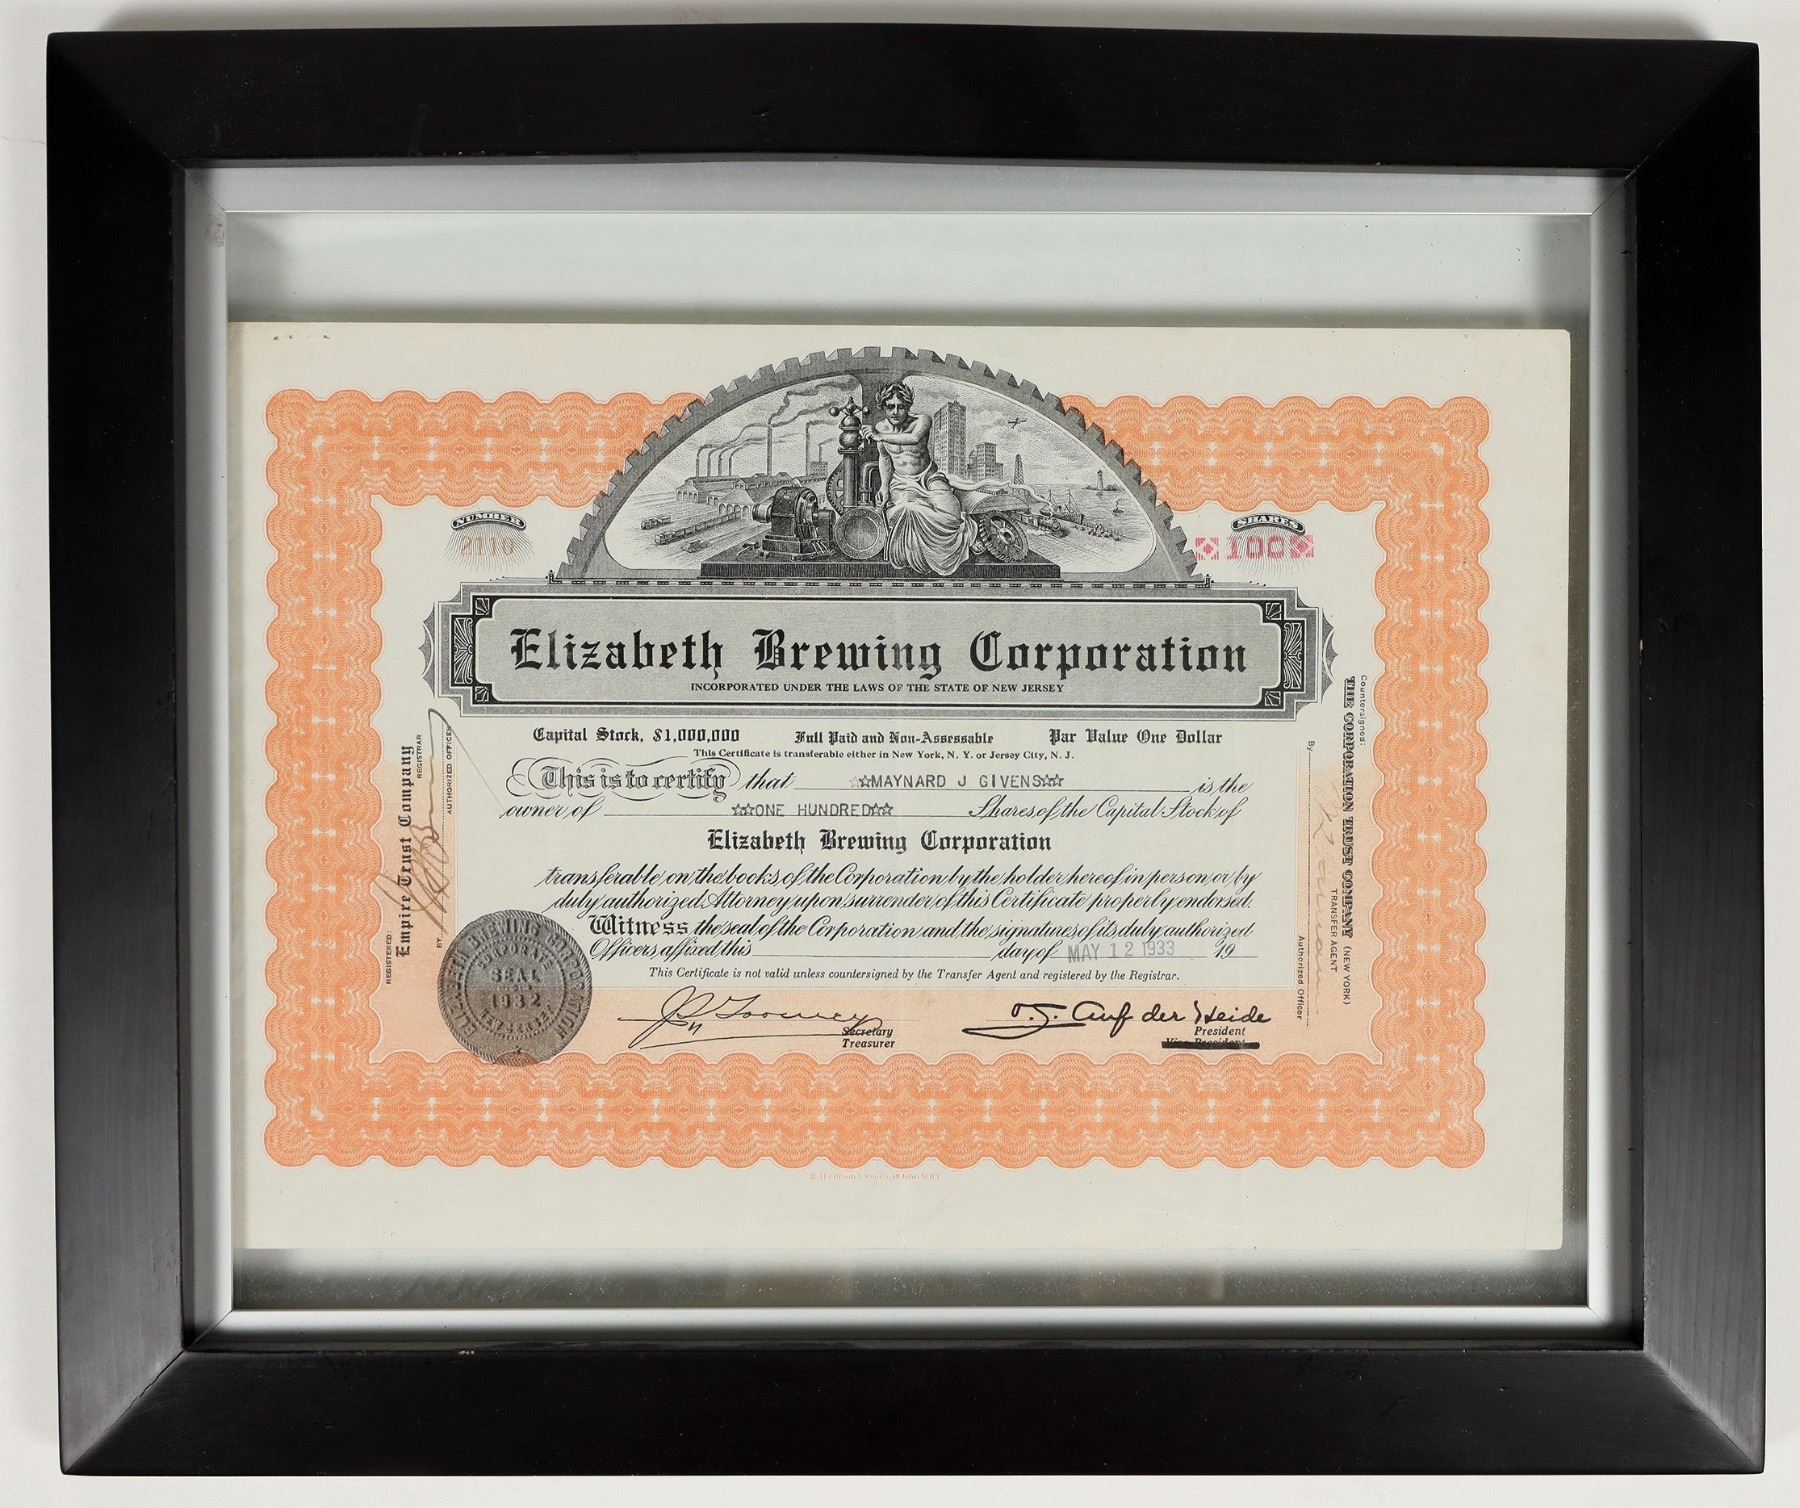 NUMBER
2110
SHARES
100
Elizabeth Brewing Corporation
INCORPORATED UNDER THE LAWS OF THE STATE OF NEW JERSEY
Capital Stock, $1,000,000 Full Paid and Non-Assessable Par Value One Dollar
This Certificate is transferable either in New York, N. Y. or Jersey City, N. J.
This is to certify that ☆MAYNARD J GIVENS☆☆ is the
owner of ☆☆ONE HUNDRED☆☆ Shares of the Capital Stock of
Elizabeth Brewing Corporation
transferable on the books of the Corporation by the holder hereof in person or by
duly authorized Attorney upon surrender of this Certificate properly endorsed.
Witness the seal of the Corporation and the signatures of its duly authorized
Officers, affixed this day of MAY 12 1933 19
This Certificate is not valid unless countersigned by the Transfer Agent and registered by the Registrar.
Secretary
Treasurer
O. J. Auf der Heide
President
Vice President
REGISTERED:
Empire Trust Company
REGISTRAR
BY
AUTHORIZED OFFICER
Countersigned:
THE CORPORATION TRUST COMPANY (NEW YORK)
TRANSFER AGENT
By
Authorized Officer
ELIZABETH BREWING CORPORATION
CORPORATE
SEAL
1932
NEW JERSEY